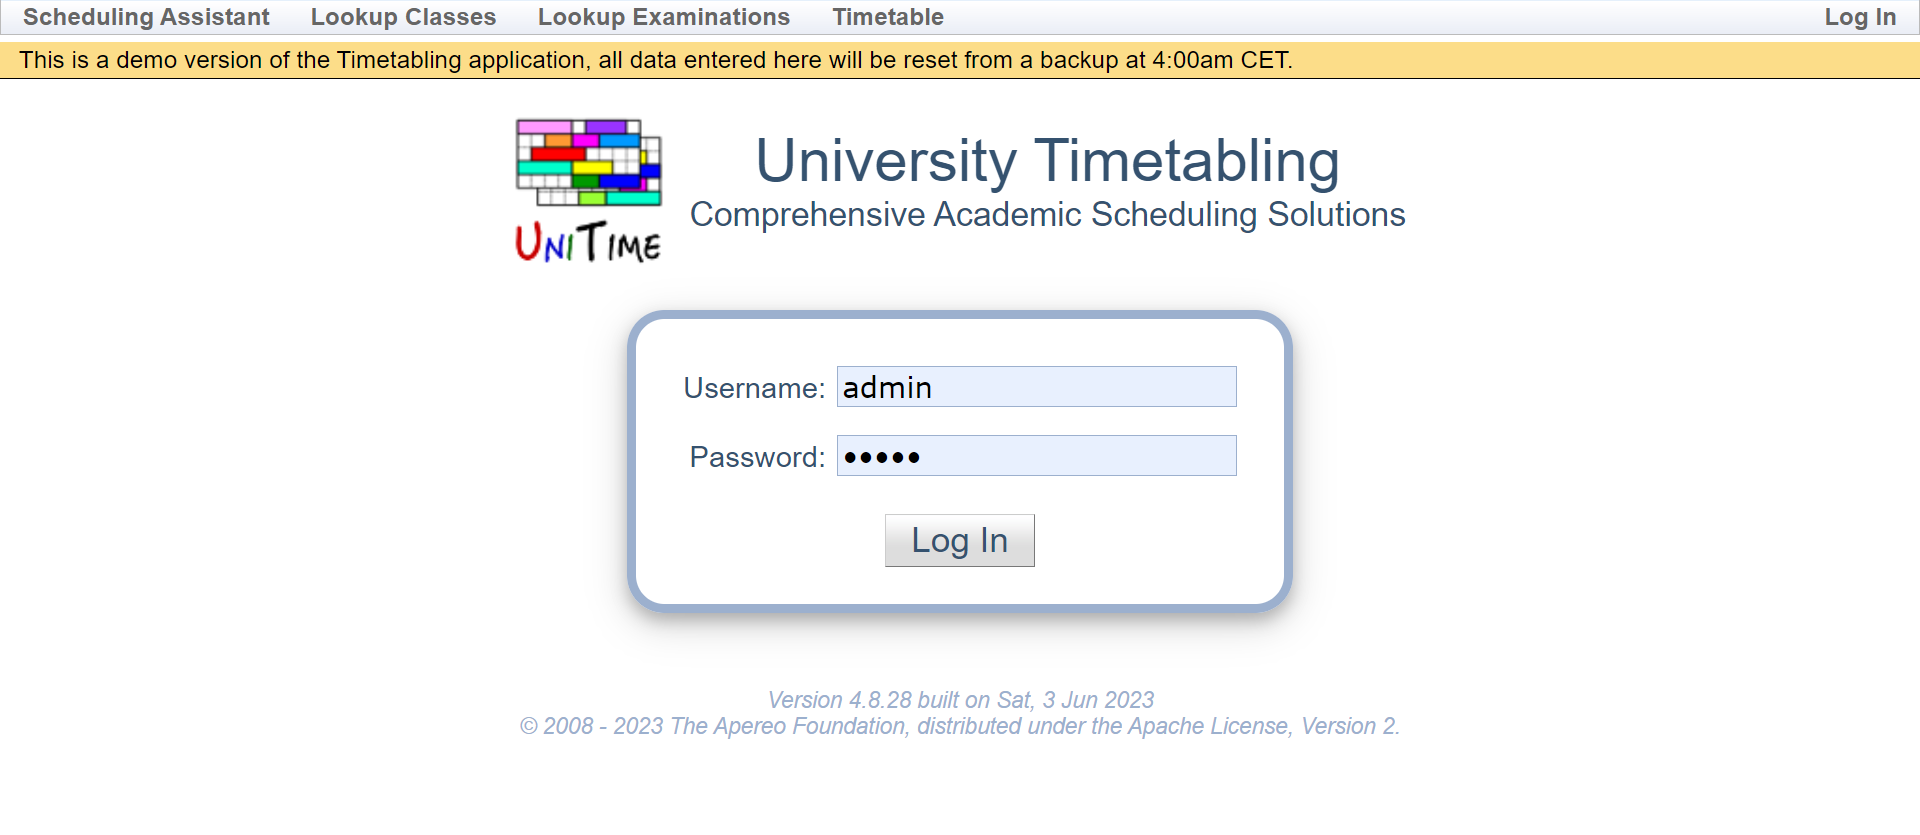 Scheduling Assistant Lookup Classes Lookup Examinations Timetable Log In
This is a demo version of the Timetabling application, all data entered here will be reset from a backup at 4:00am CET.
University Timetabling
Comprehensive Academic Scheduling Solutions
UNITIME
Username: admin
Password: •••••
Log In
Version 4.8.28 built on Sat, 3 Jun 2023
© 2008 - 2023 The Apereo Foundation, distributed under the Apache License, Version 2.